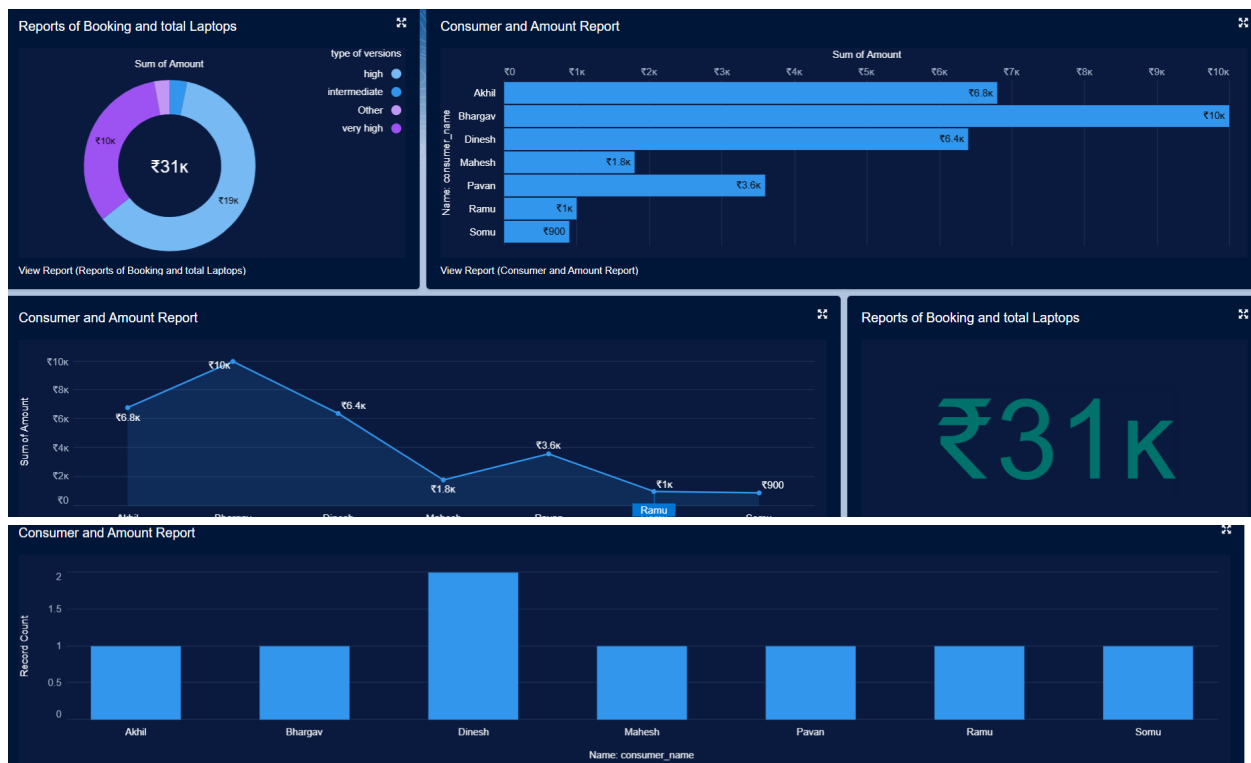 Reports of Booking and total Laptops
Sum of Amount
type of versions
high
intermediate
Other
very high
₹10K
₹31K
₹19K
View Report (Reports of Booking and total Laptops)
Consumer and Amount Report
Sum of Amount
₹0 ₹1K ₹2K ₹3K ₹4K ₹5K ₹6K ₹7K ₹8K ₹9K ₹10K
Name: consumer_name
Akhil ₹6.8K
Bhargav ₹10K
Dinesh ₹6.4K
Mahesh ₹1.8K
Pavan ₹3.6K
Ramu ₹1K
Somu ₹900
View Report (Consumer and Amount Report)
Consumer and Amount Report
Sum of Amount
₹10K
₹8K
₹6K
₹4K
₹2K
₹0
₹6.8K
₹10K
₹6.4K
₹1.8K
₹3.6K
₹1K
₹900
Akhil Bhargav Dinesh Mahesh Pavan Ramu Somu
Reports of Booking and total Laptops
₹31K
Consumer and Amount Report
Record Count
2
1.5
1
0.5
0
Akhil Bhargav Dinesh Mahesh Pavan Ramu Somu
Name: consumer_name